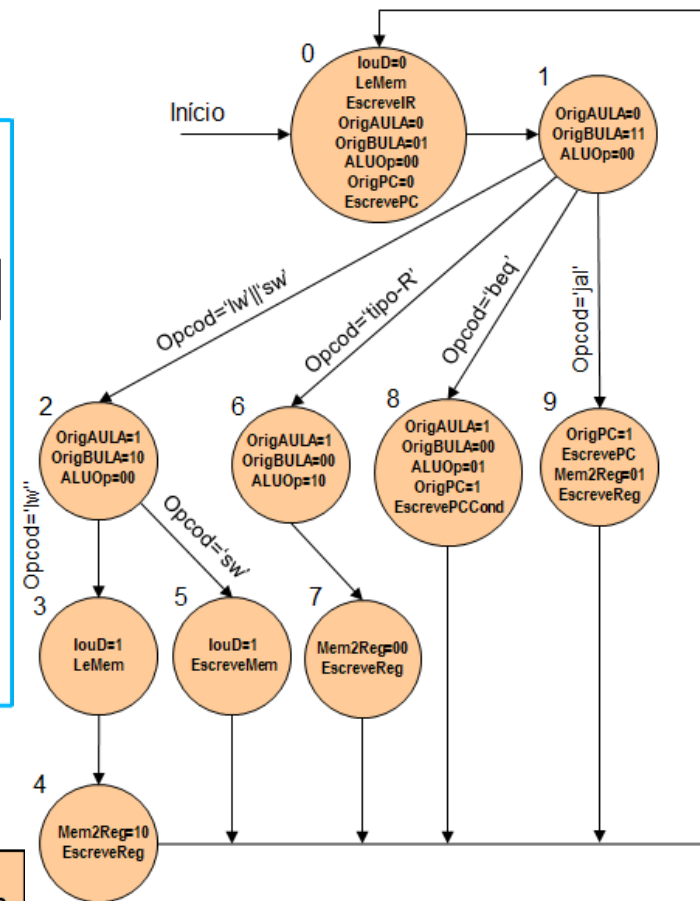 0
IouD=0
LeMem
EscreveIR
OrigAULA=0
OrigBULA=01
ALUOp=00
OrigPC=0
EscrevePC
Início
1
OrigAULA=0
OrigBULA=11
ALUOp=00
Opcod='lw'||'sw'
Opcod='tipo-R'
Opcod='beq'
Opcod='jal'
2
OrigAULA=1
OrigBULA=10
ALUOp=00
6
OrigAULA=1
OrigBULA=00
ALUOp=10
8
OrigAULA=1
OrigBULA=00
ALUOp=01
OrigPC=1
EscrevePCCond
9
OrigPC=1
EscrevePC
Mem2Reg=01
EscreveReg
Opcod='lw''
Opcod='sw'
3
IouD=1
LeMem
5
IouD=1
EscreveMem
7
Mem2Reg=00
EscreveReg
4
Mem2Reg=10
EscreveReg